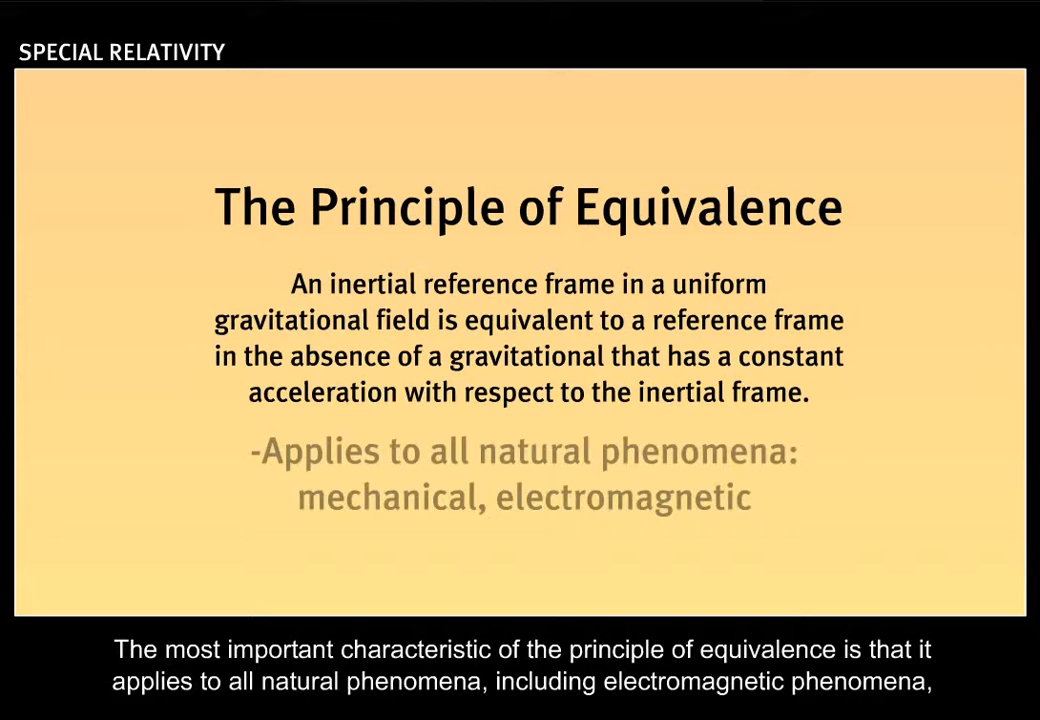 SPECIAL RELATIVITY
The Principle of Equivalence
An inertial reference frame in a uniform
gravitational field is equivalent to a reference frame
in the absence of a gravitational that has a constant
acceleration with respect to the inertial frame.
-Applies to all natural phenomena:
mechanical, electromagnetic
The most important characteristic of the principle of equivalence is that it
applies to all natural phenomena, including electromagnetic phenomena,